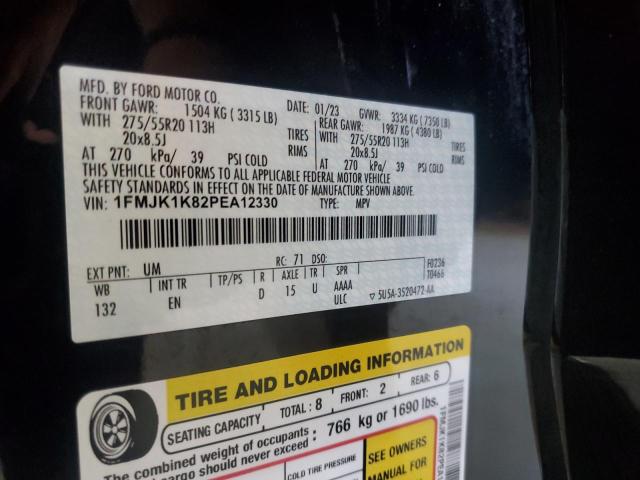 MFD. BY FORD MOTOR CO.
FRONT GAWR: 1504 KG ( 3315 LB)
WITH 275/55R20 113H TIRES
20x8.5J RIMS
AT 270 kPa/ 39 PSI COLD
DATE: 01/23 GVWR: 3334 KG ( 7350 LB)
REAR GAWR: 1987 KG ( 4380 LB)
WITH 275/55R20 113H TIRES
20x8.5J RIMS
AT 270 kPa/ 39 PSI COLD
THIS VEHICLE CONFORMS TO ALL APPLICABLE FEDERAL MOTOR VEHICLE
SAFETY STANDARDS IN EFFECT ON THE DATE OF MANUFACTURE SHOWN ABOVE.
VIN: 1FMJK1K82PEA12330 TYPE: MPV
EXT PNT: UM RC: 71 DSO: F0236
T0466
WB INT TR TP/PS R AXLE TR SPR
132 EN D 15 U AAAA
ULC ▽ 5U5A-3520472-AA
TIRE AND LOADING INFORMATION
SEATING CAPACITY TOTAL: 8 FRONT: 2 REAR: 6
The combined weight of occupants
cargo should never exceed 766 kg or 1690 lbs.
COLD TIRE PRESSURE
SEE OWNERS
MANUAL FOR
1FMJK1K82PEA